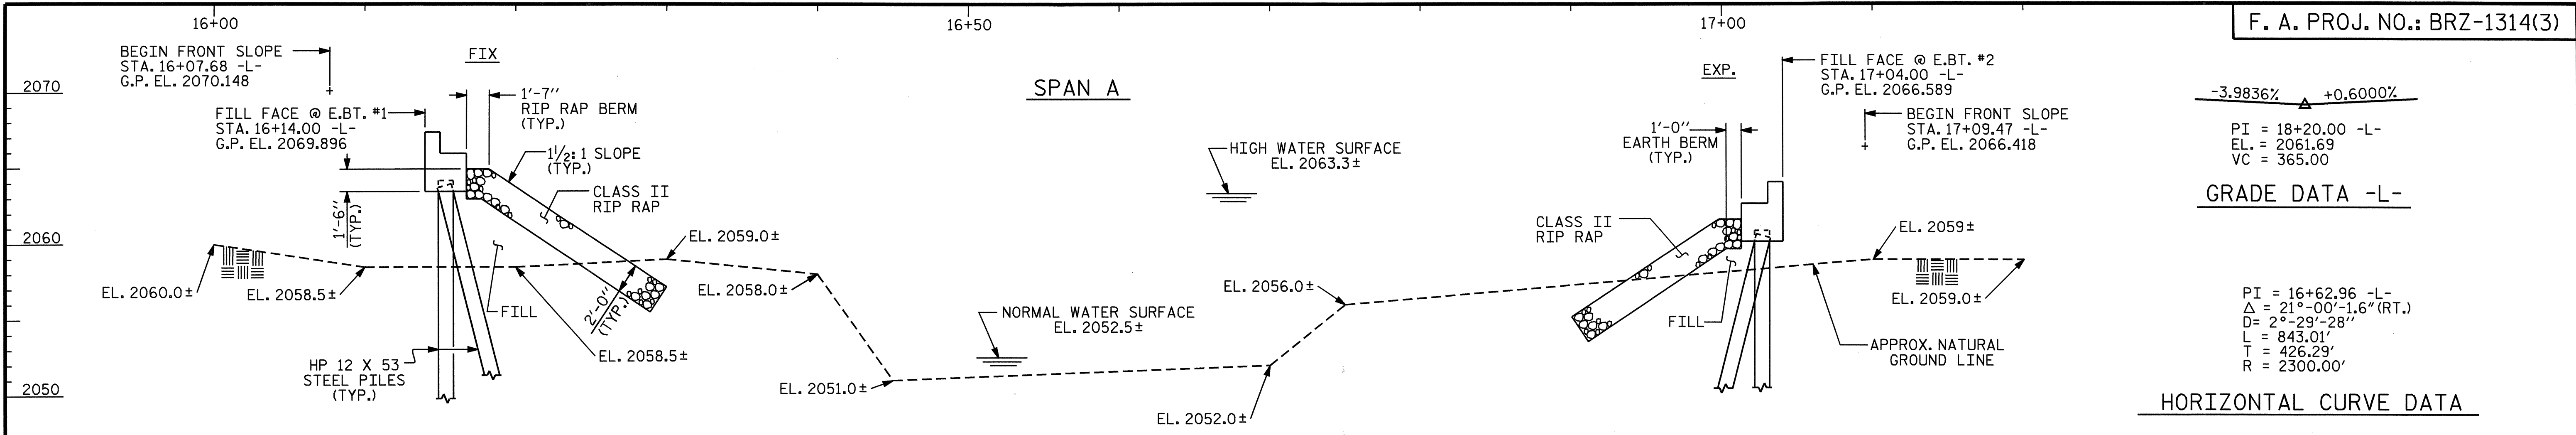 16+00
16+50
17+00
F. A. PROJ. NO.: BRZ-1314(3)
BEGIN FRONT SLOPE
STA. 16+07.68 -L-
G.P. EL. 2070.148
FIX
SPAN A
EXP.
FILL FACE @ E.BT. #2
STA. 17+04.00 -L-
G.P. EL. 2066.589
2070
1'-7"
RIP RAP BERM
(TYP.)
FILL FACE @ E.BT. #1
STA. 16+14.00 -L-
G.P. EL. 2069.896
1'-0"
EARTH BERM
(TYP.)
BEGIN FRONT SLOPE
STA. 17+09.47 -L-
G.P. EL. 2066.418
-3.9836% +0.6000%
PI = 18+20.00 -L-
EL. = 2061.69
VC = 365.00
GRADE DATA -L-
1½: 1 SLOPE
(TYP.)
HIGH WATER SURFACE
EL. 2063.3±
CLASS II
RIP RAP
1'-6"
(TYP.)
CLASS II
RIP RAP
2060
EL. 2059.0±
EL. 2059±
EL. 2060.0±
EL. 2058.5±
FILL
2'-0"
(TYP.)
EL. 2058.0±
EL. 2056.0±
FILL
EL. 2059.0±
NORMAL WATER SURFACE
EL. 2052.5±
EL. 2058.5±
APPROX. NATURAL
GROUND LINE
PI = 16+62.96 -L-
Δ = 21°-00'-1.6" (RT.)
D= 2°-29'-28"
L = 843.01'
T = 426.29'
R = 2300.00'
HP 12 X 53
STEEL PILES
(TYP.)
2050
EL. 2051.0±
EL. 2052.0±
HORIZONTAL CURVE DATA